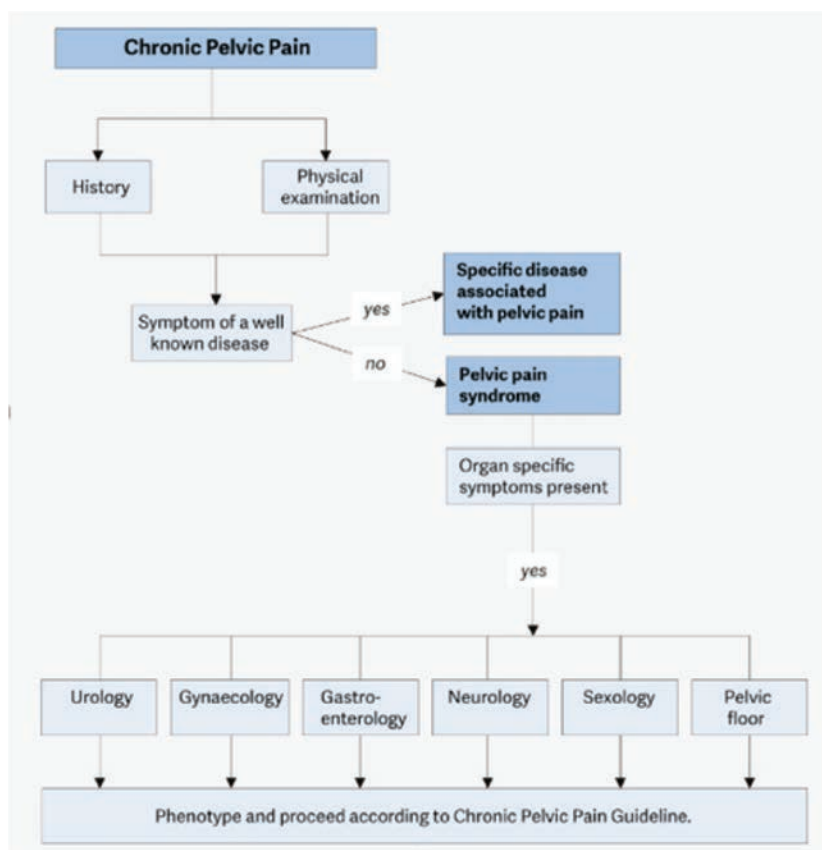 Chronic Pelvic Pain
History
Physical
examination
Symptom of a well
known disease
yes
no
Specific disease
associated
with pelvic pain
Pelvic pain
syndrome
Organ specific
symptoms present
yes
Urology
Gynaecology
Gastro-
enterology
Neurology
Sexology
Pelvic
floor
Phenotype and proceed according to Chronic Pelvic Pain Guideline.